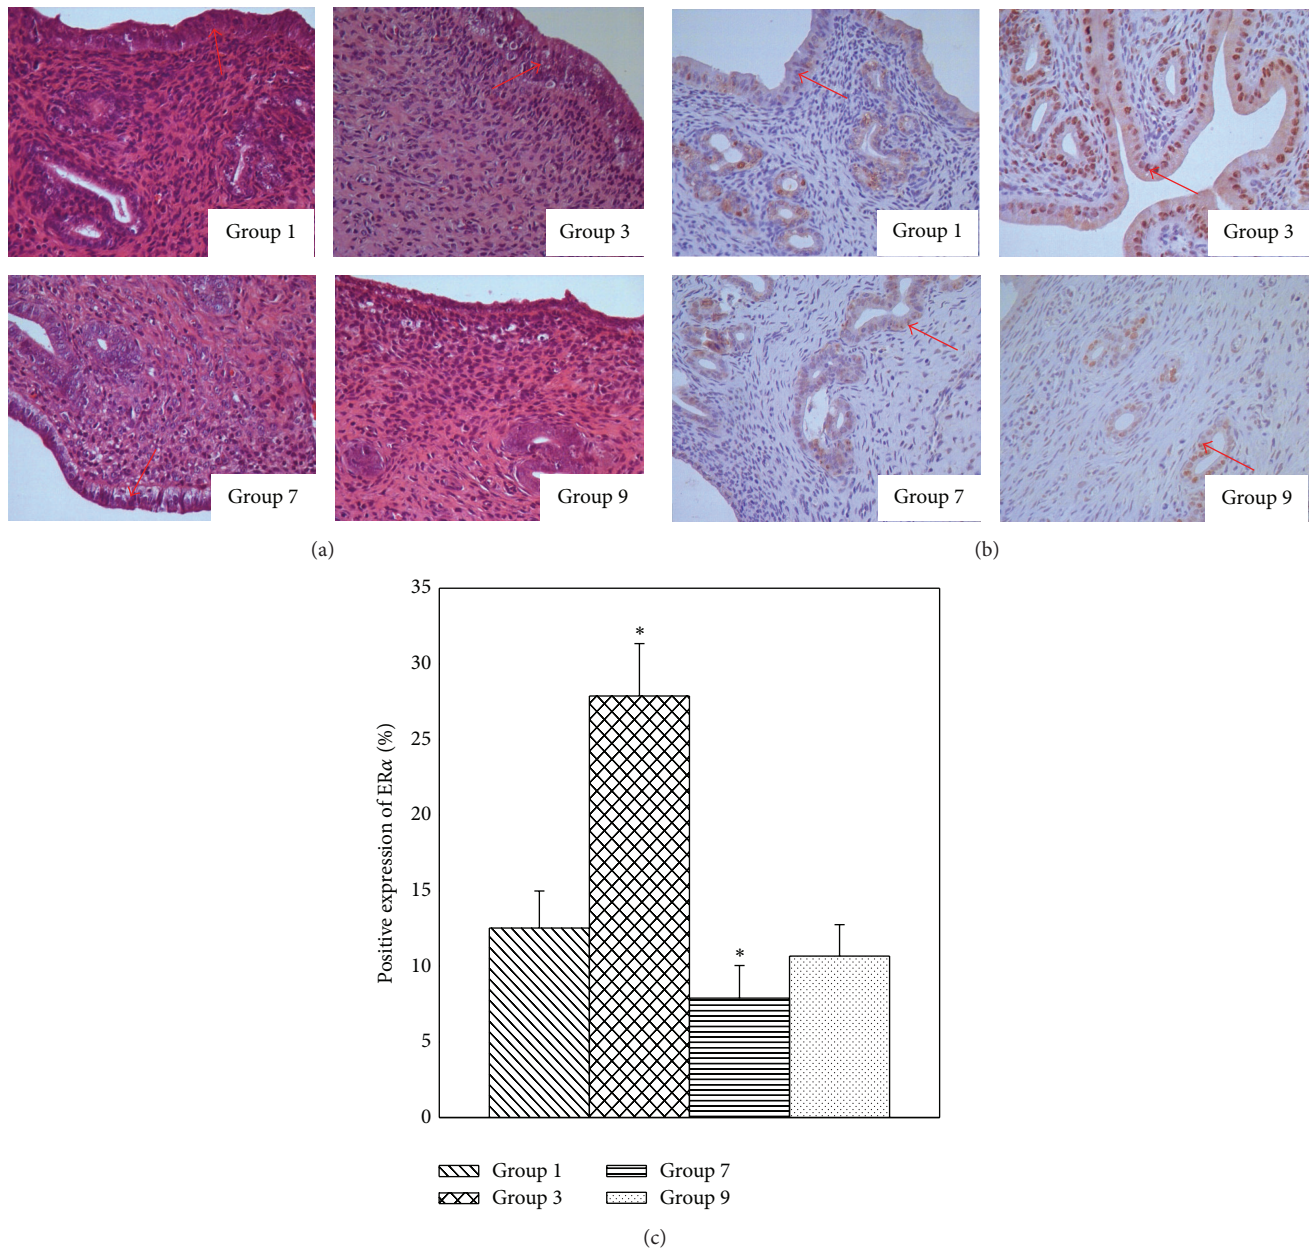 Group 1
Group 3
Group 1
Group 3
Group 7
Group 9
Group 7
Group 9
(a)
(b)
35
30
25
20
15
10
5
0
Positive expression of ERα (%)
*
*
Group 1
Group 7
Group 3
Group 9
(c)